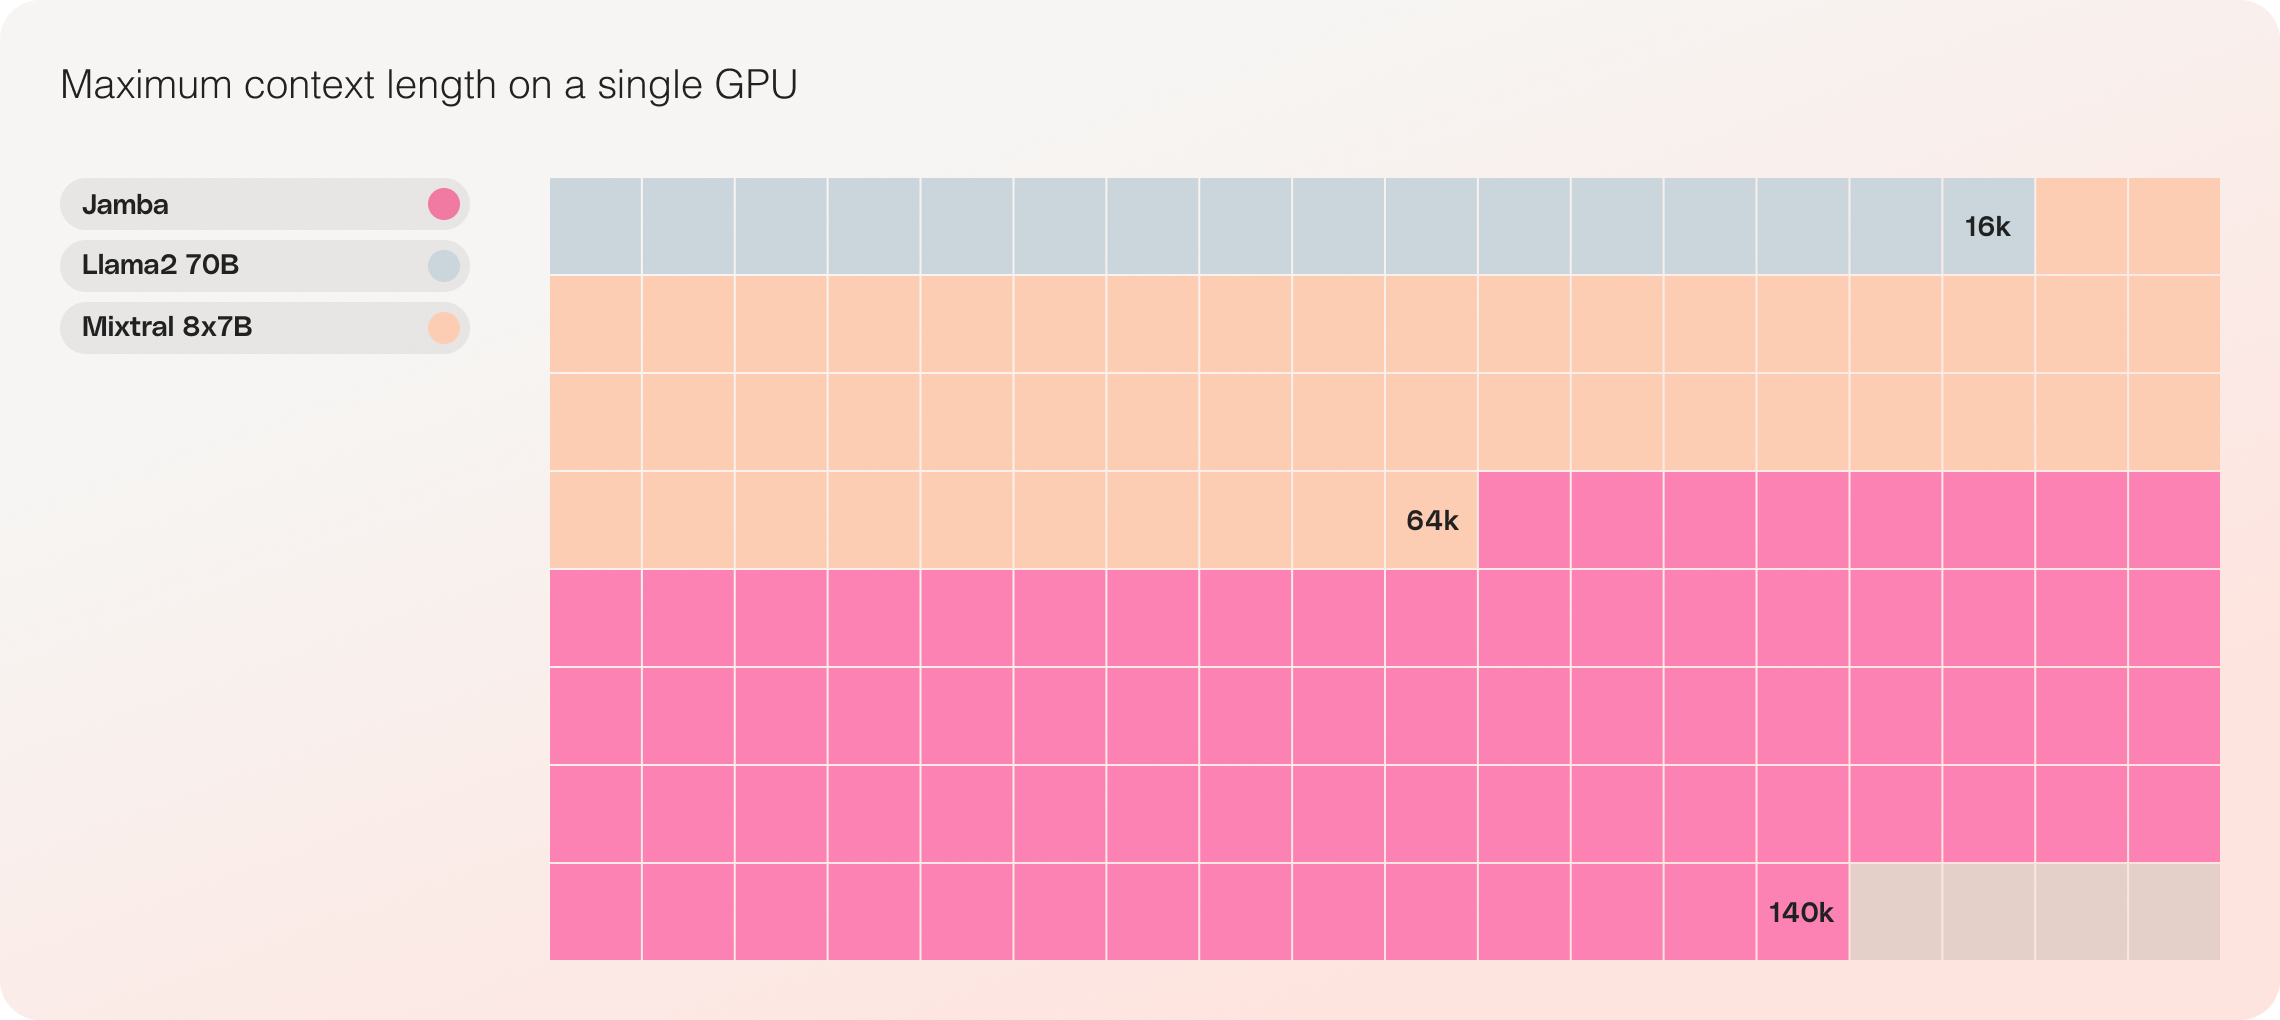 Maximum context length on a single GPU
Jamba
Llama2 70B
Mixtral 8x7B
16k
64k
140k